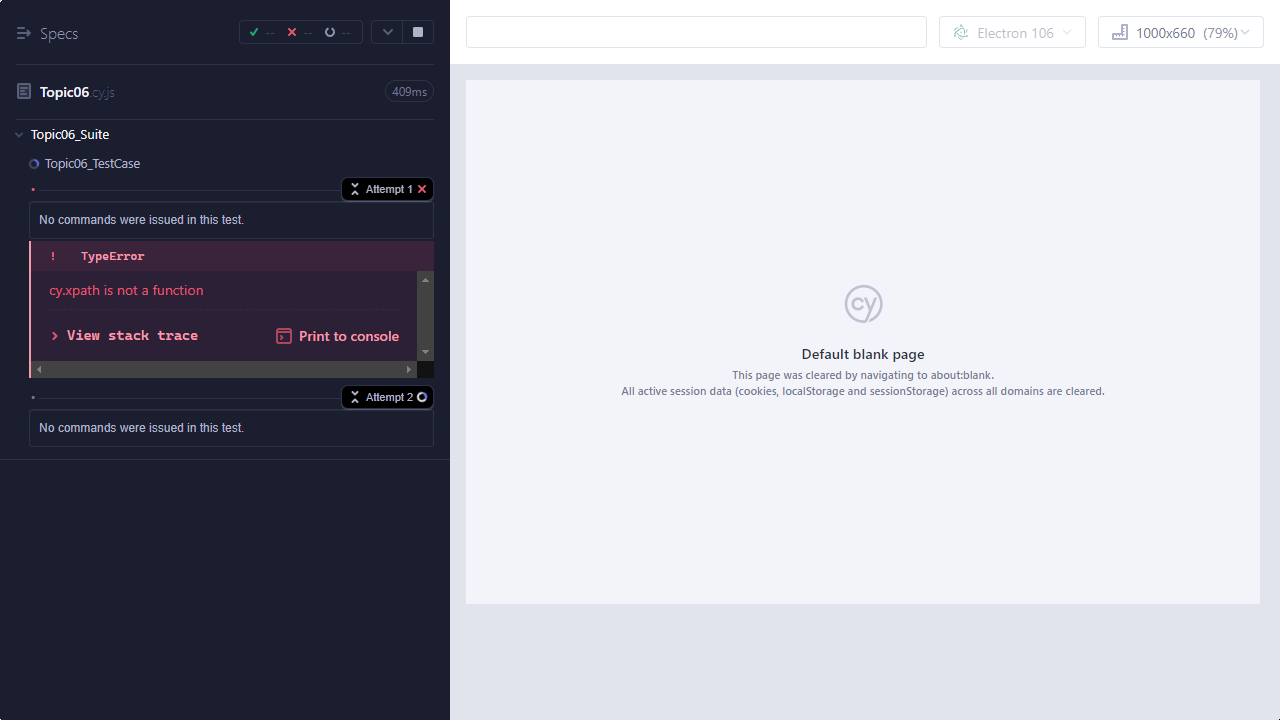 Specs
-- -- --
Topic06.cy.js
409ms
Topic06_Suite
Topic06_TestCase
Attempt 1
No commands were issued in this test.
! TypeError
cy.xpath is not a function
View stack trace
Print to console
Attempt 2
No commands were issued in this test.
Electron 106
1000x660 (79%)
cy
Default blank page
This page was cleared by navigating to about:blank.
All active session data (cookies, localStorage and sessionStorage) across all domains are cleared.